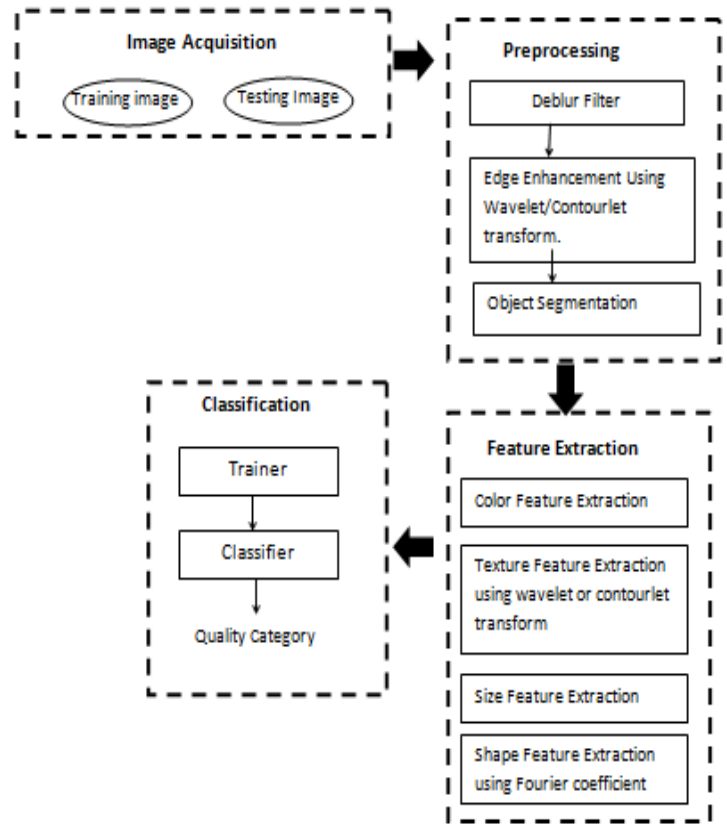 Image Acquisition
Training image
Testing Image
Preprocessing
Deblur Filter
Edge Enhancement Using
Wavelet/Contourlet
transform.
Object Segmentation
Feature Extraction
Color Feature Extraction
Texture Feature Extraction
using wavelet or contourlet
transform
Size Feature Extraction
Shape Feature Extraction
using Fourier coefficient
Classification
Trainer
Classifier
Quality Category